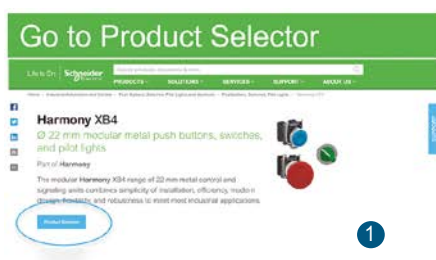 Go to Product Selector
Life Is On Schneider
PRODUCTS SOLUTIONS SERVICES SUPPORT ABOUT US
Harmony XB4
Ø 22 mm modular metal push buttons, switches,
and pilot lights
Part of Harmony
The modular Harmony XB4 range of 22 mm metal control and
signaling units combines simplicity of installation, efficiency, modern
design, flexibility and robustness to meet most industrial applications.
Product Selector
1